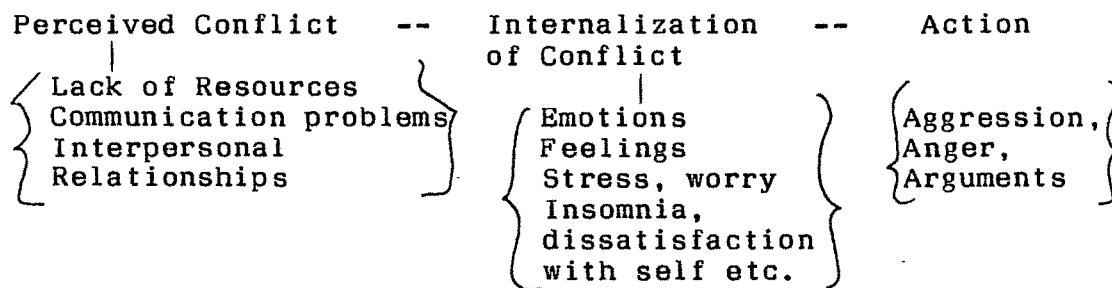 Perceived Conflict -- Internalization -- Action
of Conflict
Lack of Resources
Communication problems
Interpersonal
Relationships
Emotions
Feelings
Stress, worry
Insomnia,
dissatisfaction
with self etc.
Aggression,
Anger,
Arguments